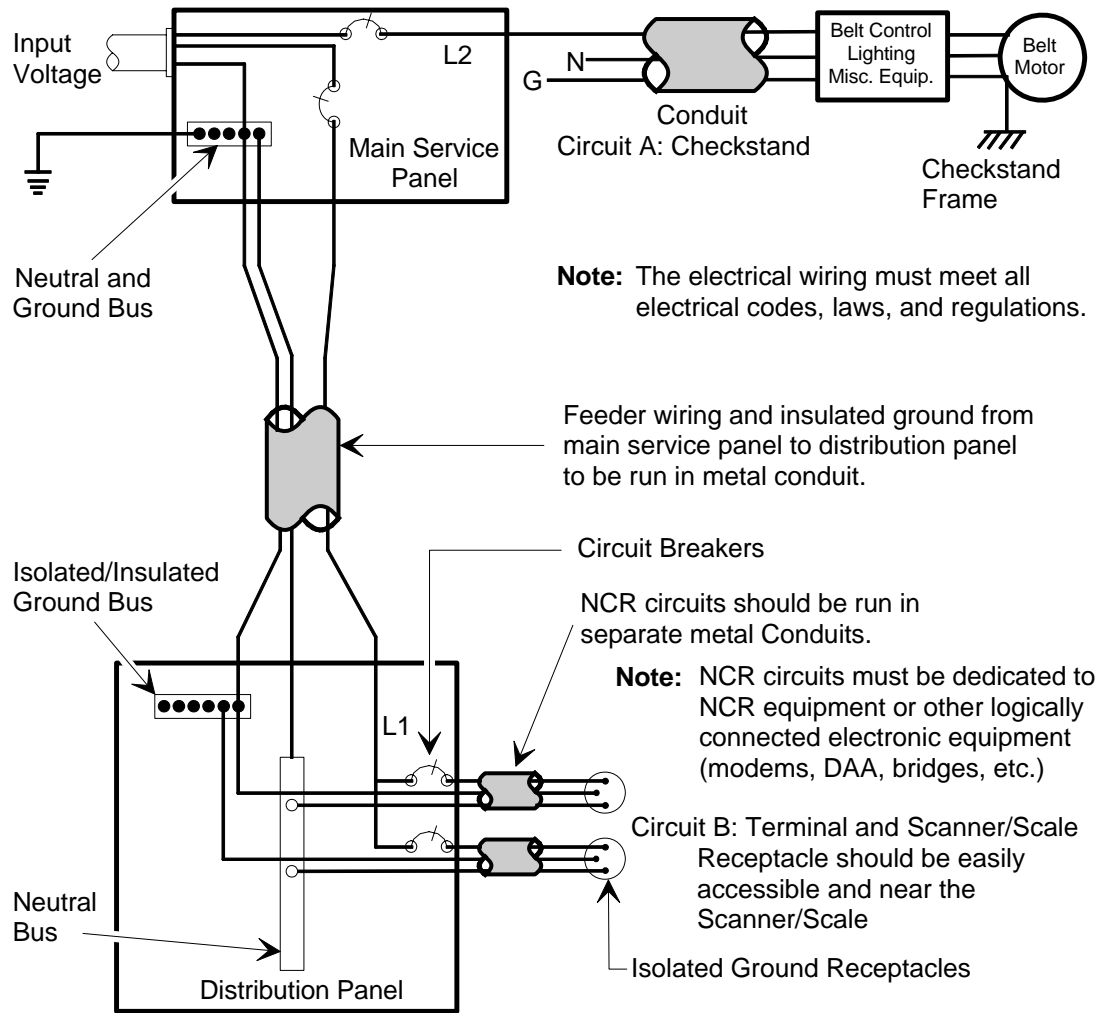 Input
Voltage
L2
N
G
Belt Control
Lighting
Misc. Equip.
Belt
Motor
Conduit
Circuit A: Checkstand
Main Service
Panel
Checkstand
Frame
Neutral and
Ground Bus
Note: The electrical wiring must meet all
electrical codes, laws, and regulations.
Feeder wiring and insulated ground from
main service panel to distribution panel
to be run in metal conduit.
Circuit Breakers
Isolated/Insulated
Ground Bus
NCR circuits should be run in
separate metal Conduits.
Note: NCR circuits must be dedicated to
NCR equipment or other logically
connected electronic equipment
(modems, DAA, bridges, etc.)
L1
Circuit B: Terminal and Scanner/Scale
Receptacle should be easily
accessible and near the
Scanner/Scale
Neutral
Bus
Isolated Ground Receptacles
Distribution Panel